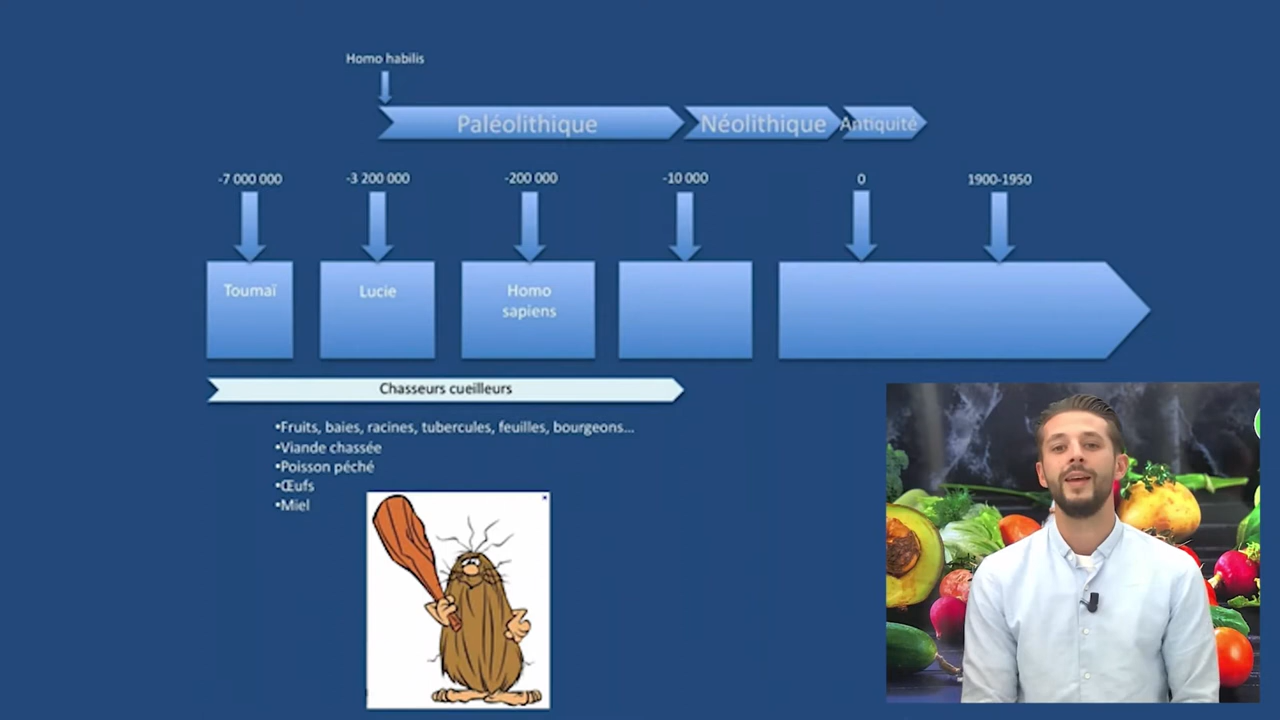 Homo habilis
Paléolithique
Néolithique
Antiquité
-7 000 000
-3 200 000
-200 000
-10 000
0
1900-1950
Toumaï
Lucie
Homo
sapiens
Chasseurs cueilleurs
•Fruits, baies, racines, tubercules, feuilles, bourgeons...
•Viande chassée
•Poisson péché
•Œufs
•Miel